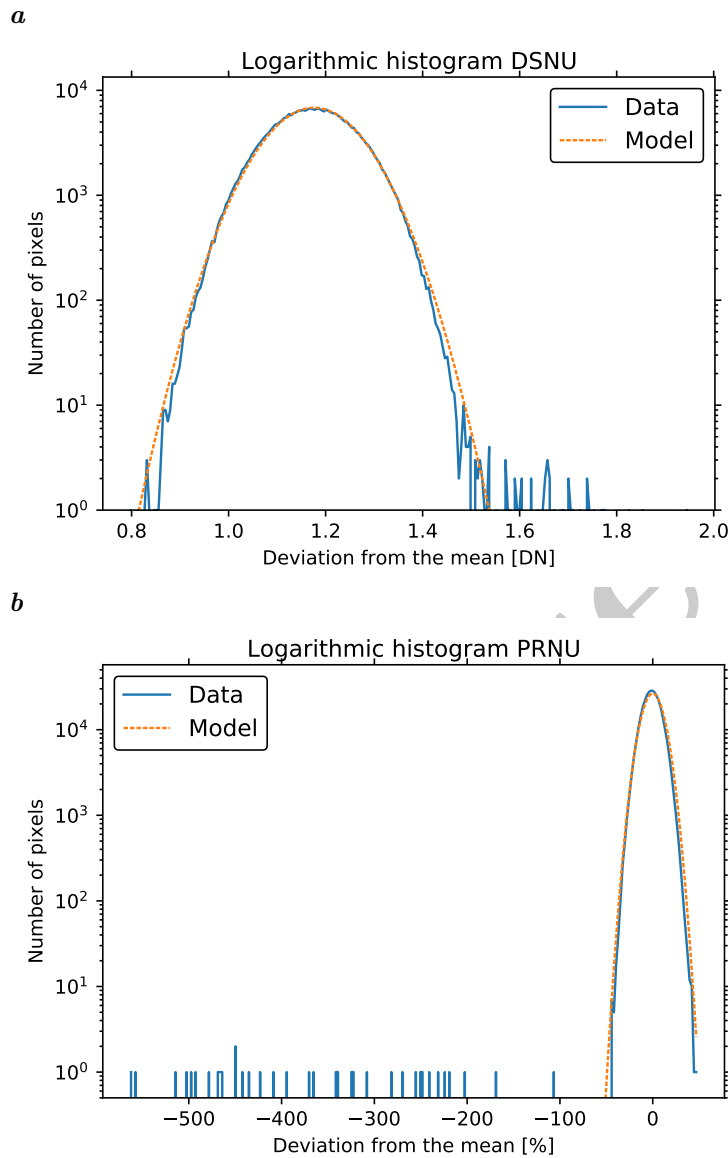 a
Logarithmic histogram DSNU
10⁴
10³
10²
10¹
10⁰
Number of pixels
Data
Model
0.8 1.0 1.2 1.4 1.6 1.8 2.0
Deviation from the mean [DN]
b
Logarithmic histogram PRNU
Data
Model
10⁴
10³
10²
10¹
10⁰
Number of pixels
−500 −400 −300 −200 −100 0
Deviation from the mean [%]